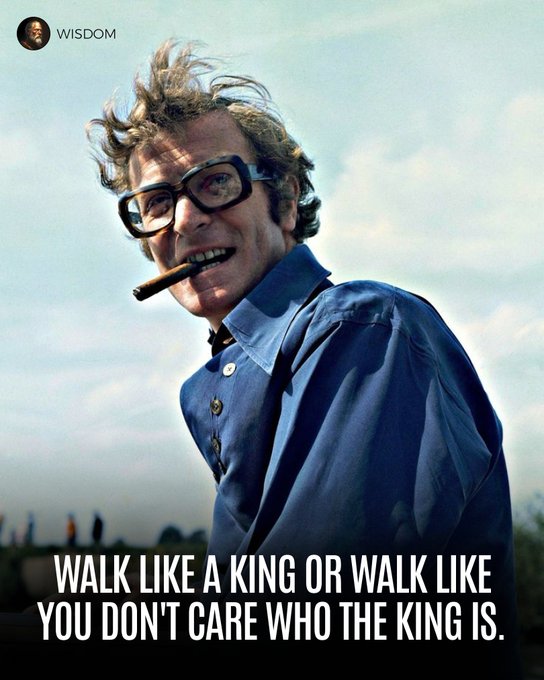 WISDOM
WALK LIKE A KING OR WALK LIKE
YOU DON'T CARE WHO THE KING IS.